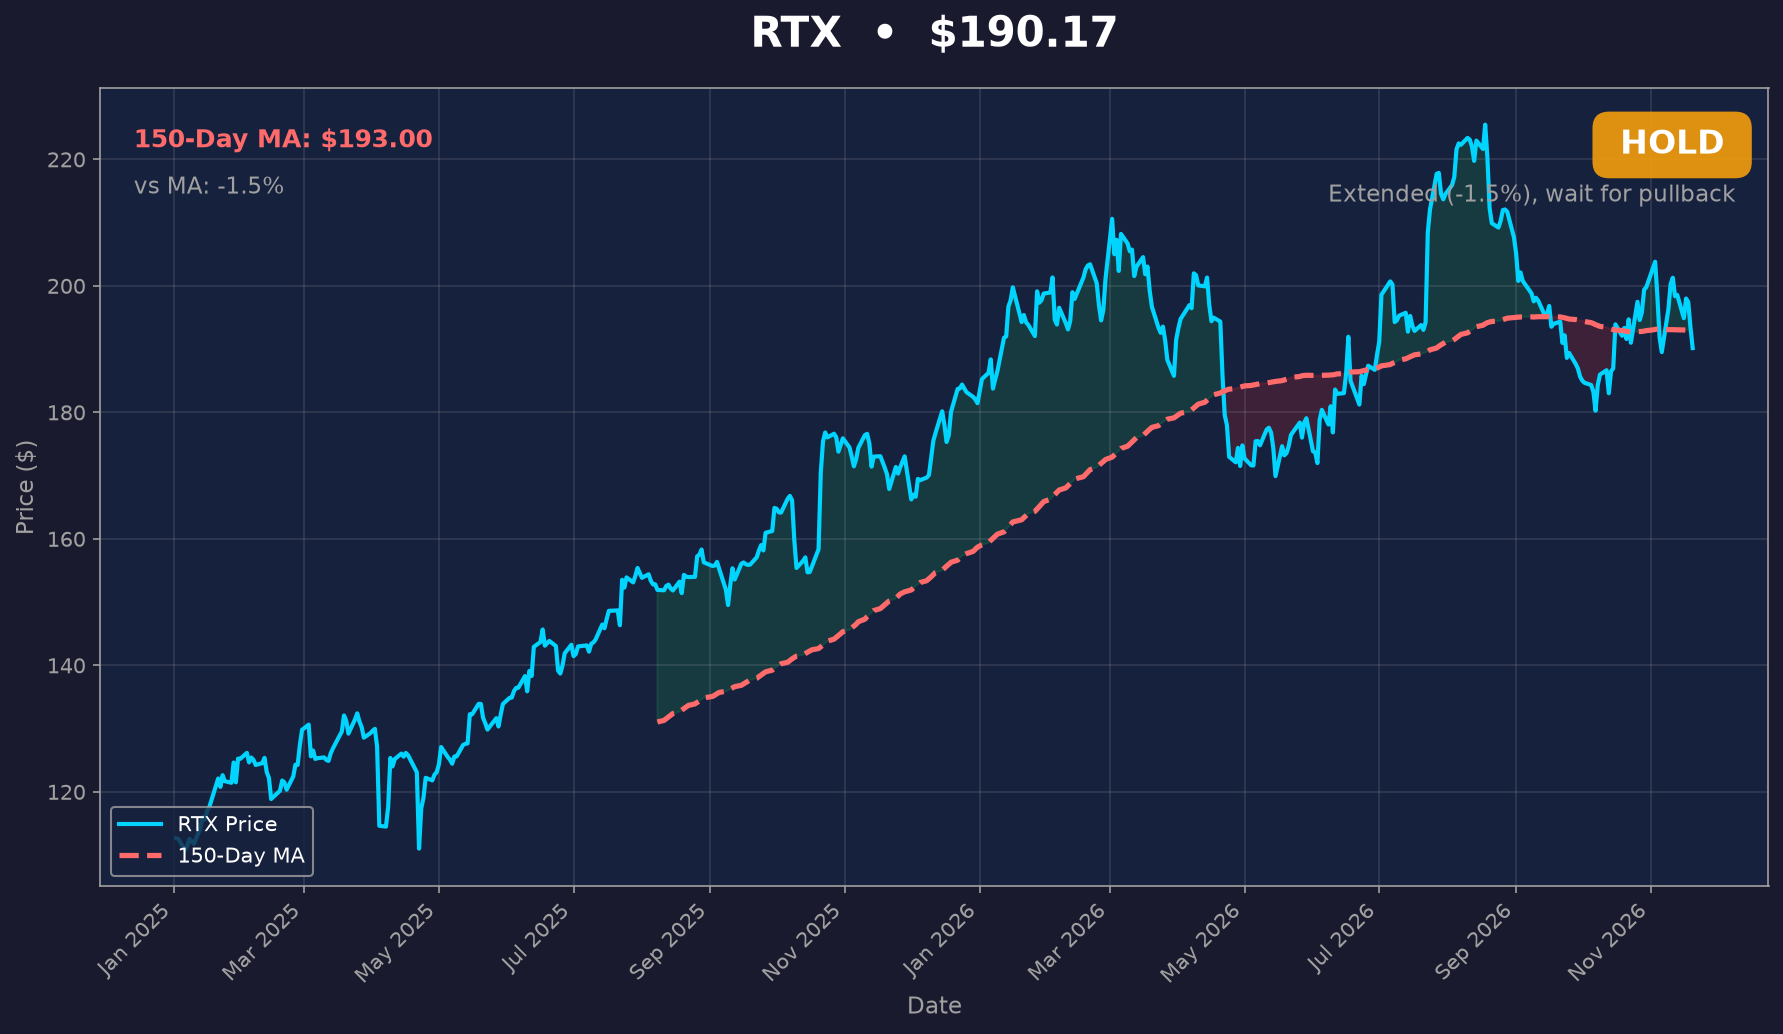 RTX • $190.17
150-Day MA: $193.00
vs MA: -1.5%
HOLD
Extended (-1.5%), wait for pullback
Price ($)
220
200
180
160
140
120
RTX Price
150-Day MA
Jan 2025
Mar 2025
May 2025
Jul 2025
Sep 2025
Nov 2025
Jan 2026
Mar 2026
May 2026
Jul 2026
Sep 2026
Nov 2026
Date